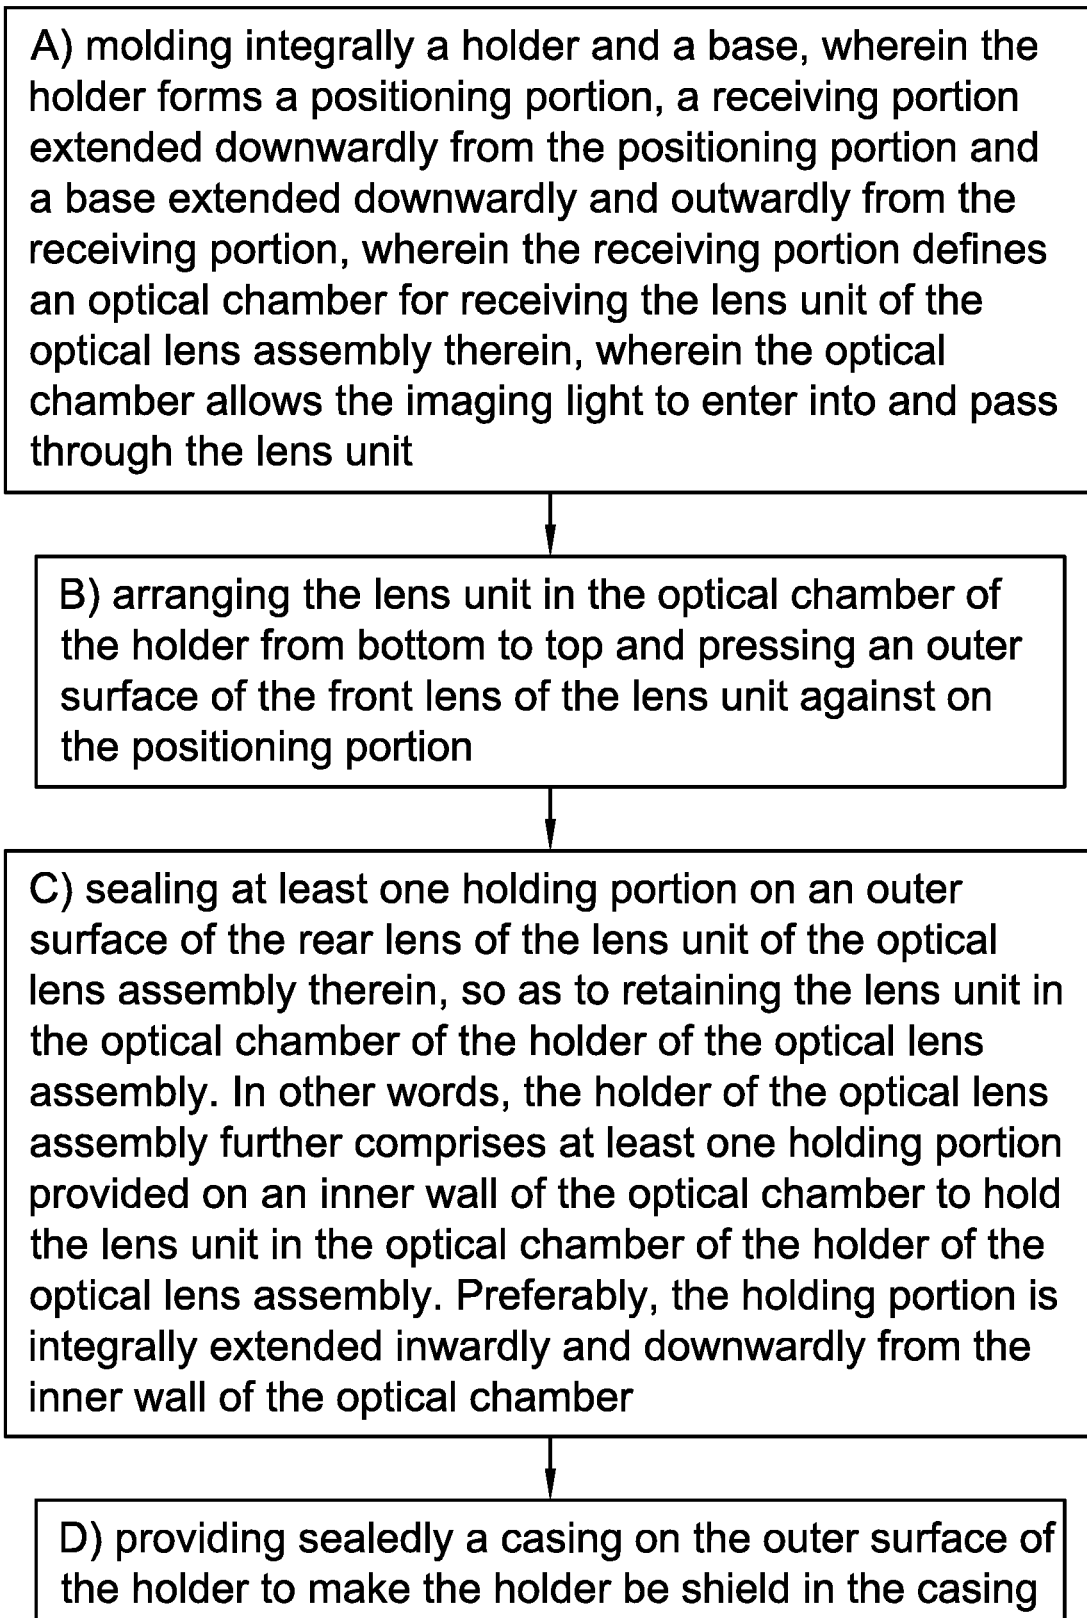 A) molding integrally a holder and a base, wherein the
holder forms a positioning portion, a receiving portion
extended downwardly from the positioning portion and
a base extended downwardly and outwardly from the
receiving portion, wherein the receiving portion defines
an optical chamber for receiving the lens unit of the
optical lens assembly therein, wherein the optical
chamber allows the imaging light to enter into and pass
through the lens unit
B) arranging the lens unit in the optical chamber of
the holder from bottom to top and pressing an outer
surface of the front lens of the lens unit against on
the positioning portion
C) sealing at least one holding portion on an outer
surface of the rear lens of the lens unit of the optical
lens assembly therein, so as to retaining the lens unit in
the optical chamber of the holder of the optical lens
assembly. In other words, the holder of the optical lens
assembly further comprises at least one holding portion
provided on an inner wall of the optical chamber to hold
the lens unit in the optical chamber of the holder of the
optical lens assembly. Preferably, the holding portion is
integrally extended inwardly and downwardly from the
inner wall of the optical chamber
D) providing sealedly a casing on the outer surface of
the holder to make the holder be shield in the casing